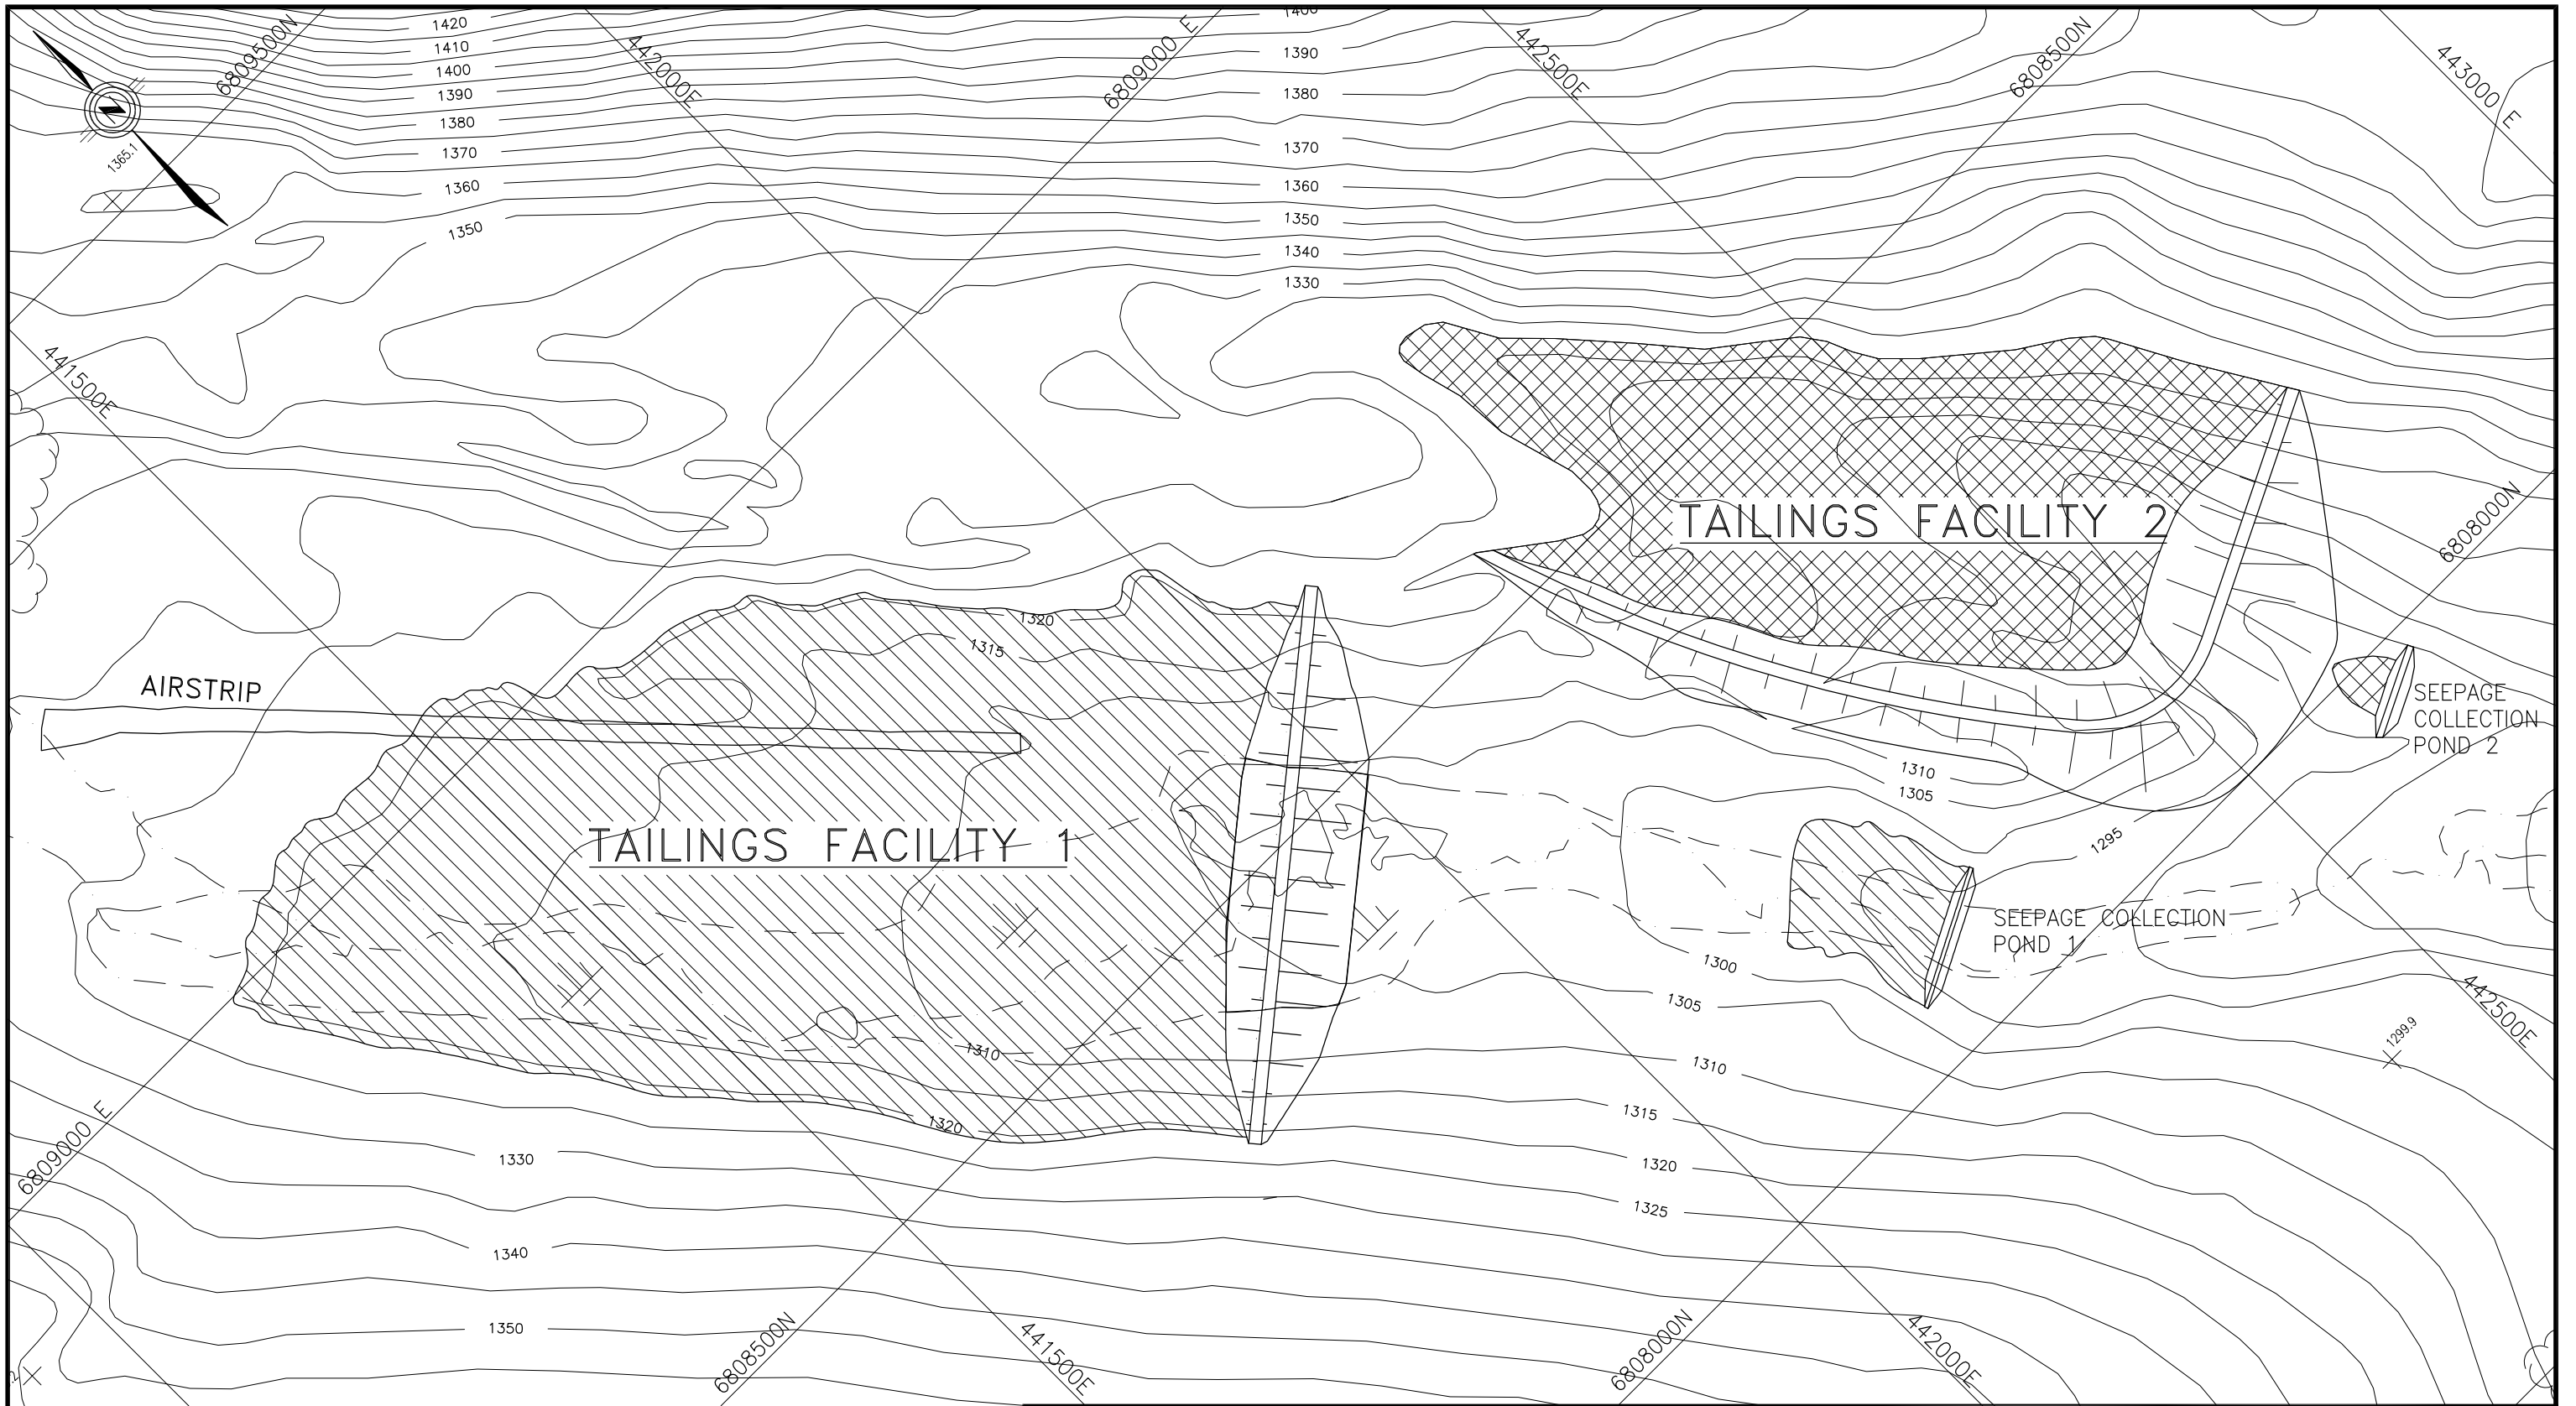 1420
1410
1400
1390
1380
1370
1360
1350
1400
1390
1380
1370
1360
1350
1340
1330
6809500N
442000E
6809000 E
442500E
6808500N
443000 E
N
1365.1
441500E
6808000N
TAILINGS FACILITY 2
AIRSTRIP
1320
1315
SEEPAGE
COLLECTION
POND 2
1310
1305
TAILINGS FACILITY 1
1295
SEEPAGE COLLECTION
POND 1
1300
1305
1310
1315
1320
1325
442500E
1299.9
1310
1320
6809000 E
1330
1340
1350
6808500N
441500E
6808000N
442000E